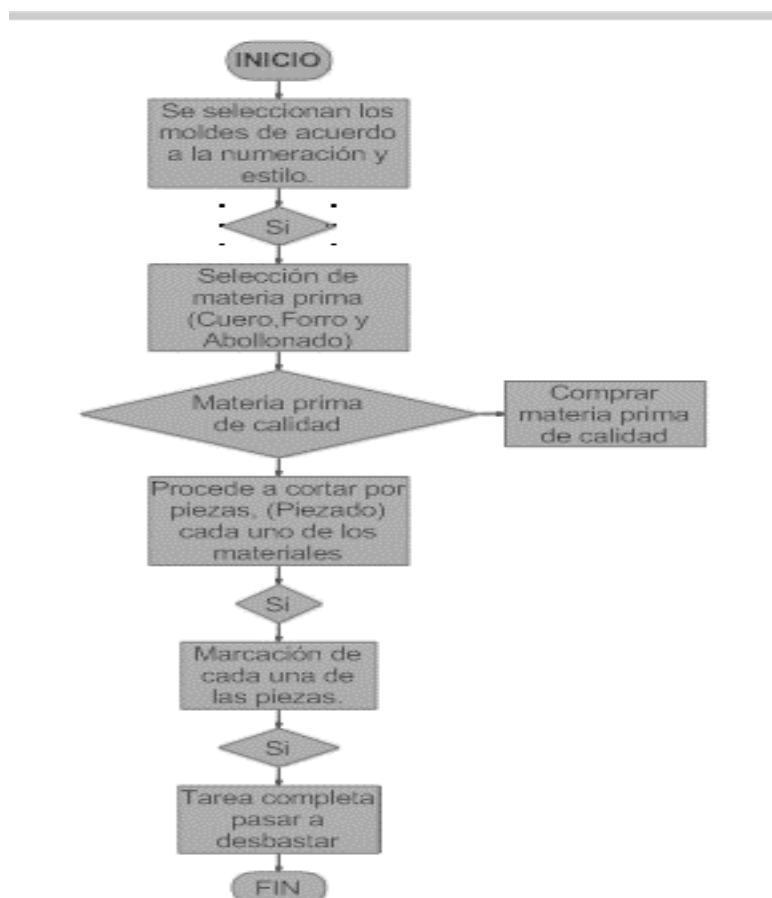 INICIO
Se seleccionan los
moldes de acuerdo
a la numeración y
estilo.
Si
Selección de
materia prima
(Cuero,Forro y
Abollonado)
Materia prima
de calidad
Comprar
materia prima
de calidad
Procede a cortar por
piezas, (Piezado)
cada uno de los
materiales
Si
Marcación de
cada una de
las piezas.
Si
Tarea completa
pasar a
desbastar
FIN